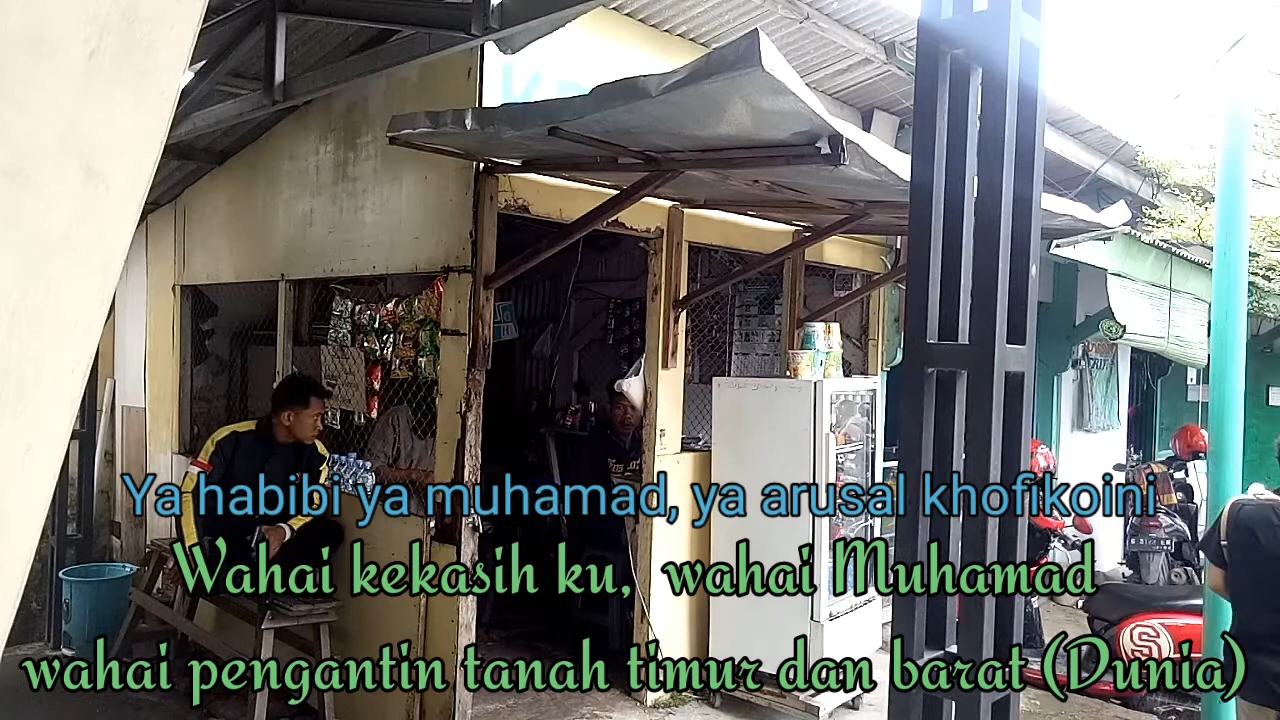 Ya habibi ya muhamad, ya arusal khofikoini
Wahai kekasih ku, wahai Muhamad
wahai pengantin tanah timur dan barat (Dunia)